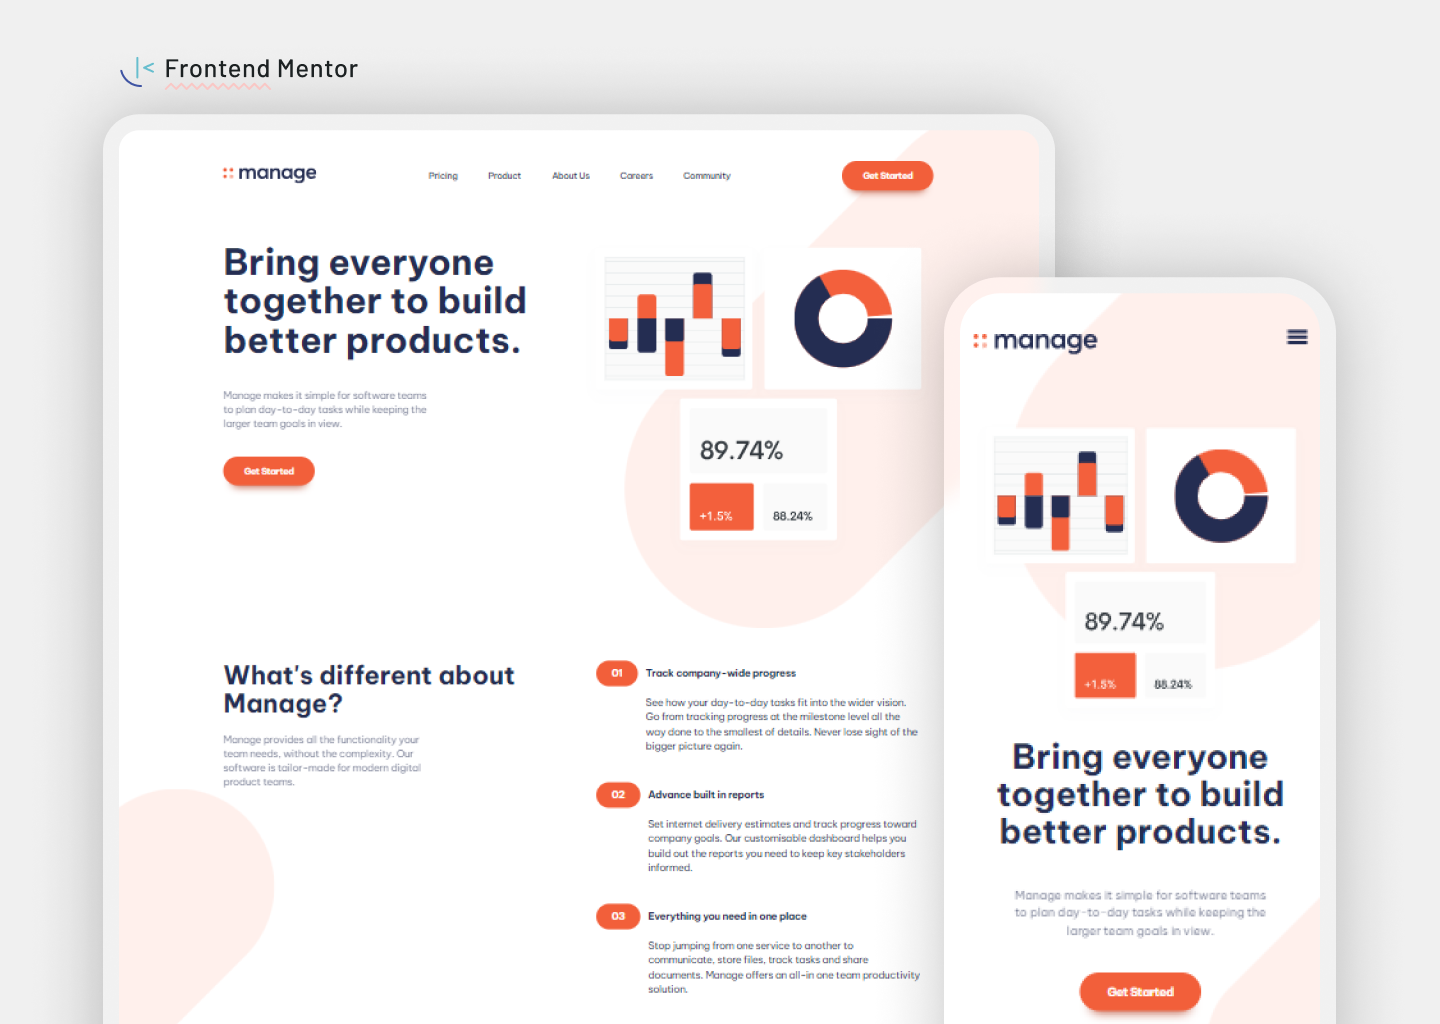 Frontend Mentor
manage
Pricing Product About Us Careers Community
Get Started
Bring everyone
together to build
better products.
Manage makes it simple for software teams
to plan day-to-day tasks while keeping the
larger team goals in view.
Get Started
89.74%
+1.5% 88.24%
What's different about
Manage?
Manage provides all the functionality your
team needs, without the complexity. Our
software is tailor-made for modern digital
product teams.
01 Track company-wide progress
See how your day-to-day tasks fit into the wider vision.
Go from tracking progress at the milestone level all the
way done to the smallest of details. Never lose sight of the
bigger picture again.
02 Advance built in reports
Set internet delivery estimates and track progress toward
company goals. Our customisable dashboard helps you
build out the reports you need to keep key stakeholders
informed.
03 Everything you need in one place
Stop jumping from one service to another to
communicate, store files, track tasks and share
documents. Manage offers an all-in one team productivity
solution.
manage
89.74%
+1.5% 88.24%
Bring everyone
together to build
better products.
Manage makes it simple for software teams
to plan day-to-day tasks while keeping the
larger team goals in view.
Get Started